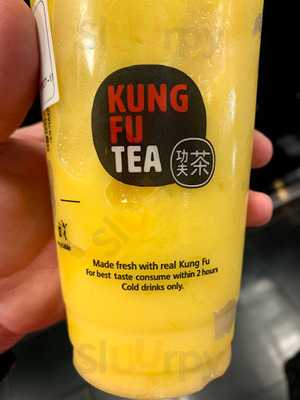 KUNG
FU
TEA
功夫茶
Made fresh with real Kung Fu
For best taste consume within 2 hours
Cold drinks only.
sluurpy